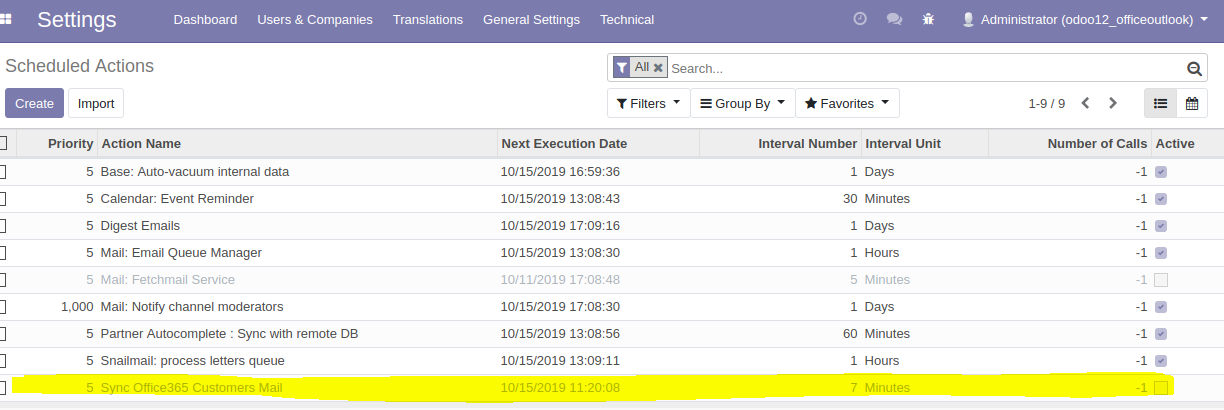 Settings Dashboard Users & Companies Translations General Settings Technical Administrator (odoo12_officeoutlook)
Scheduled Actions All Search...
Create Import Filters Group By Favorites 1-9 / 9
Priority Action Name Next Execution Date Interval Number Interval Unit Number of Calls Active
5 Base: Auto-vacuum internal data 10/15/2019 16:59:36 1 Days -1
5 Calendar: Event Reminder 10/15/2019 13:08:43 30 Minutes -1
5 Digest Emails 10/15/2019 17:09:16 1 Days -1
5 Mail: Email Queue Manager 10/15/2019 13:08:30 1 Hours -1
5 Mail: Fetchmail Service 10/11/2019 17:08:48 5 Minutes -1
1,000 Mail: Notify channel moderators 10/15/2019 17:08:30 1 Days -1
5 Partner Autocomplete : Sync with remote DB 10/15/2019 13:08:56 60 Minutes -1
5 Snailmail: process letters queue 10/15/2019 13:09:11 1 Hours -1
5 Sync Office365 Customers Mail 10/15/2019 11:20:08 7 Minutes -1